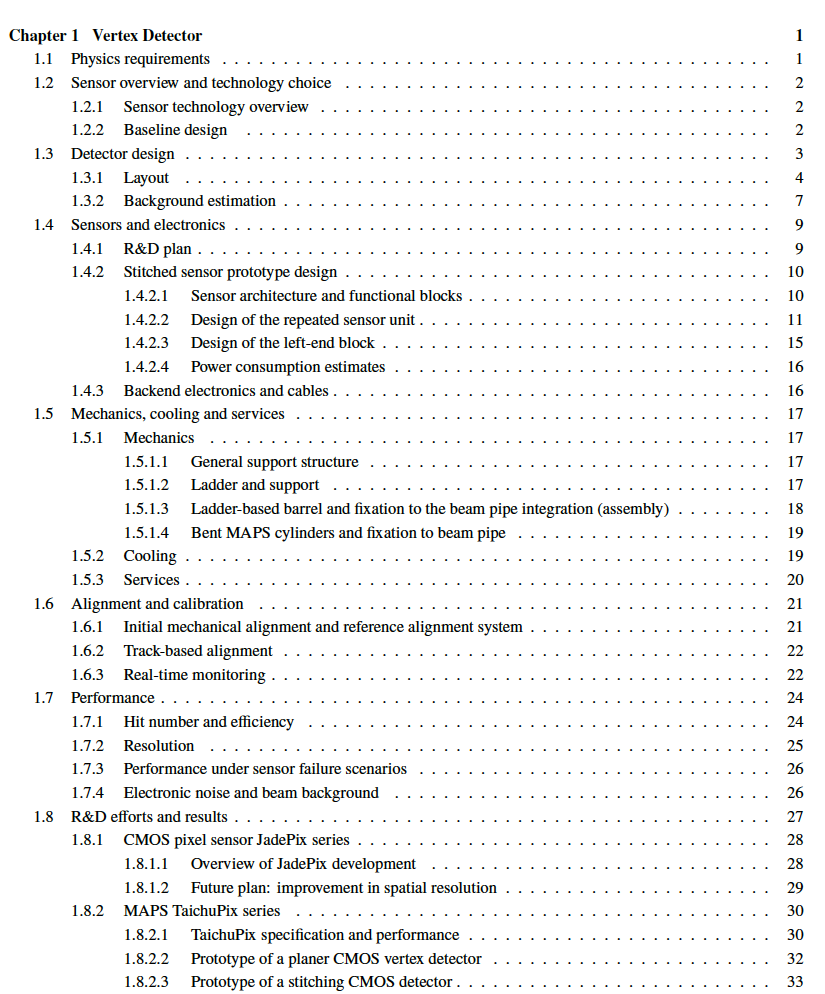 Chapter 1 Vertex Detector 1
1.1 Physics requirements . . . . . . . . . . . . . . . . . . . . . . . . . . . . . . . . . . . . . . . . . . . . . 1
1.2 Sensor overview and technology choice . . . . . . . . . . . . . . . . . . . . . . . . . . . . . . . . . . . 2
1.2.1 Sensor technology overview . . . . . . . . . . . . . . . . . . . . . . . . . . . . . . . . . . . . . 2
1.2.2 Baseline design . . . . . . . . . . . . . . . . . . . . . . . . . . . . . . . . . . . . . . . . . . . 2
1.3 Detector design . . . . . . . . . . . . . . . . . . . . . . . . . . . . . . . . . . . . . . . . . . . . . . . . 3
1.3.1 Layout . . . . . . . . . . . . . . . . . . . . . . . . . . . . . . . . . . . . . . . . . . . . . . . . 4
1.3.2 Background estimation . . . . . . . . . . . . . . . . . . . . . . . . . . . . . . . . . . . . . . . . 7
1.4 Sensors and electronics . . . . . . . . . . . . . . . . . . . . . . . . . . . . . . . . . . . . . . . . . . . . 9
1.4.1 R&D plan . . . . . . . . . . . . . . . . . . . . . . . . . . . . . . . . . . . . . . . . . . . . . . . 9
1.4.2 Stitched sensor prototype design . . . . . . . . . . . . . . . . . . . . . . . . . . . . . . . . . . . 10
1.4.2.1 Sensor architecture and functional blocks . . . . . . . . . . . . . . . . . . . . . . . . . 10
1.4.2.2 Design of the repeated sensor unit . . . . . . . . . . . . . . . . . . . . . . . . . . . . . 11
1.4.2.3 Design of the left-end block . . . . . . . . . . . . . . . . . . . . . . . . . . . . . . . . 15
1.4.2.4 Power consumption estimates . . . . . . . . . . . . . . . . . . . . . . . . . . . . . . . 16
1.4.3 Backend electronics and cables . . . . . . . . . . . . . . . . . . . . . . . . . . . . . . . . . . . . 16
1.5 Mechanics, cooling and services . . . . . . . . . . . . . . . . . . . . . . . . . . . . . . . . . . . . . . . 17
1.5.1 Mechanics . . . . . . . . . . . . . . . . . . . . . . . . . . . . . . . . . . . . . . . . . . . . . . 17
1.5.1.1 General support structure . . . . . . . . . . . . . . . . . . . . . . . . . . . . . . . . . 17
1.5.1.2 Ladder and support . . . . . . . . . . . . . . . . . . . . . . . . . . . . . . . . . . . . 17
1.5.1.3 Ladder-based barrel and fixation to the beam pipe integration (assembly) . . . . . . . . 18
1.5.1.4 Bent MAPS cylinders and fixation to beam pipe . . . . . . . . . . . . . . . . . . . . . 19
1.5.2 Cooling . . . . . . . . . . . . . . . . . . . . . . . . . . . . . . . . . . . . . . . . . . . . . . . . 19
1.5.3 Services . . . . . . . . . . . . . . . . . . . . . . . . . . . . . . . . . . . . . . . . . . . . . . . . 20
1.6 Alignment and calibration . . . . . . . . . . . . . . . . . . . . . . . . . . . . . . . . . . . . . . . . . . 21
1.6.1 Initial mechanical alignment and reference alignment system . . . . . . . . . . . . . . . . . . . . 21
1.6.2 Track-based alignment . . . . . . . . . . . . . . . . . . . . . . . . . . . . . . . . . . . . . . . . 22
1.6.3 Real-time monitoring . . . . . . . . . . . . . . . . . . . . . . . . . . . . . . . . . . . . . . . . . 22
1.7 Performance . . . . . . . . . . . . . . . . . . . . . . . . . . . . . . . . . . . . . . . . . . . . . . . . . . 24
1.7.1 Hit number and efficiency . . . . . . . . . . . . . . . . . . . . . . . . . . . . . . . . . . . . . . 24
1.7.2 Resolution . . . . . . . . . . . . . . . . . . . . . . . . . . . . . . . . . . . . . . . . . . . . . . 25
1.7.3 Performance under sensor failure scenarios . . . . . . . . . . . . . . . . . . . . . . . . . . . . . 26
1.7.4 Electronic noise and beam background . . . . . . . . . . . . . . . . . . . . . . . . . . . . . . . 26
1.8 R&D efforts and results . . . . . . . . . . . . . . . . . . . . . . . . . . . . . . . . . . . . . . . . . . . . 27
1.8.1 CMOS pixel sensor JadePix series . . . . . . . . . . . . . . . . . . . . . . . . . . . . . . . . . . 28
1.8.1.1 Overview of JadePix development . . . . . . . . . . . . . . . . . . . . . . . . . . . . 28
1.8.1.2 Future plan: improvement in spatial resolution . . . . . . . . . . . . . . . . . . . . . . 29
1.8.2 MAPS TaichuPix series . . . . . . . . . . . . . . . . . . . . . . . . . . . . . . . . . . . . . . . 30
1.8.2.1 TaichuPix specification and performance . . . . . . . . . . . . . . . . . . . . . . . . . 30
1.8.2.2 Prototype of a planer CMOS vertex detector . . . . . . . . . . . . . . . . . . . . . . . 32
1.8.2.3 Prototype of a stitching CMOS detector . . . . . . . . . . . . . . . . . . . . . . . . . . 33